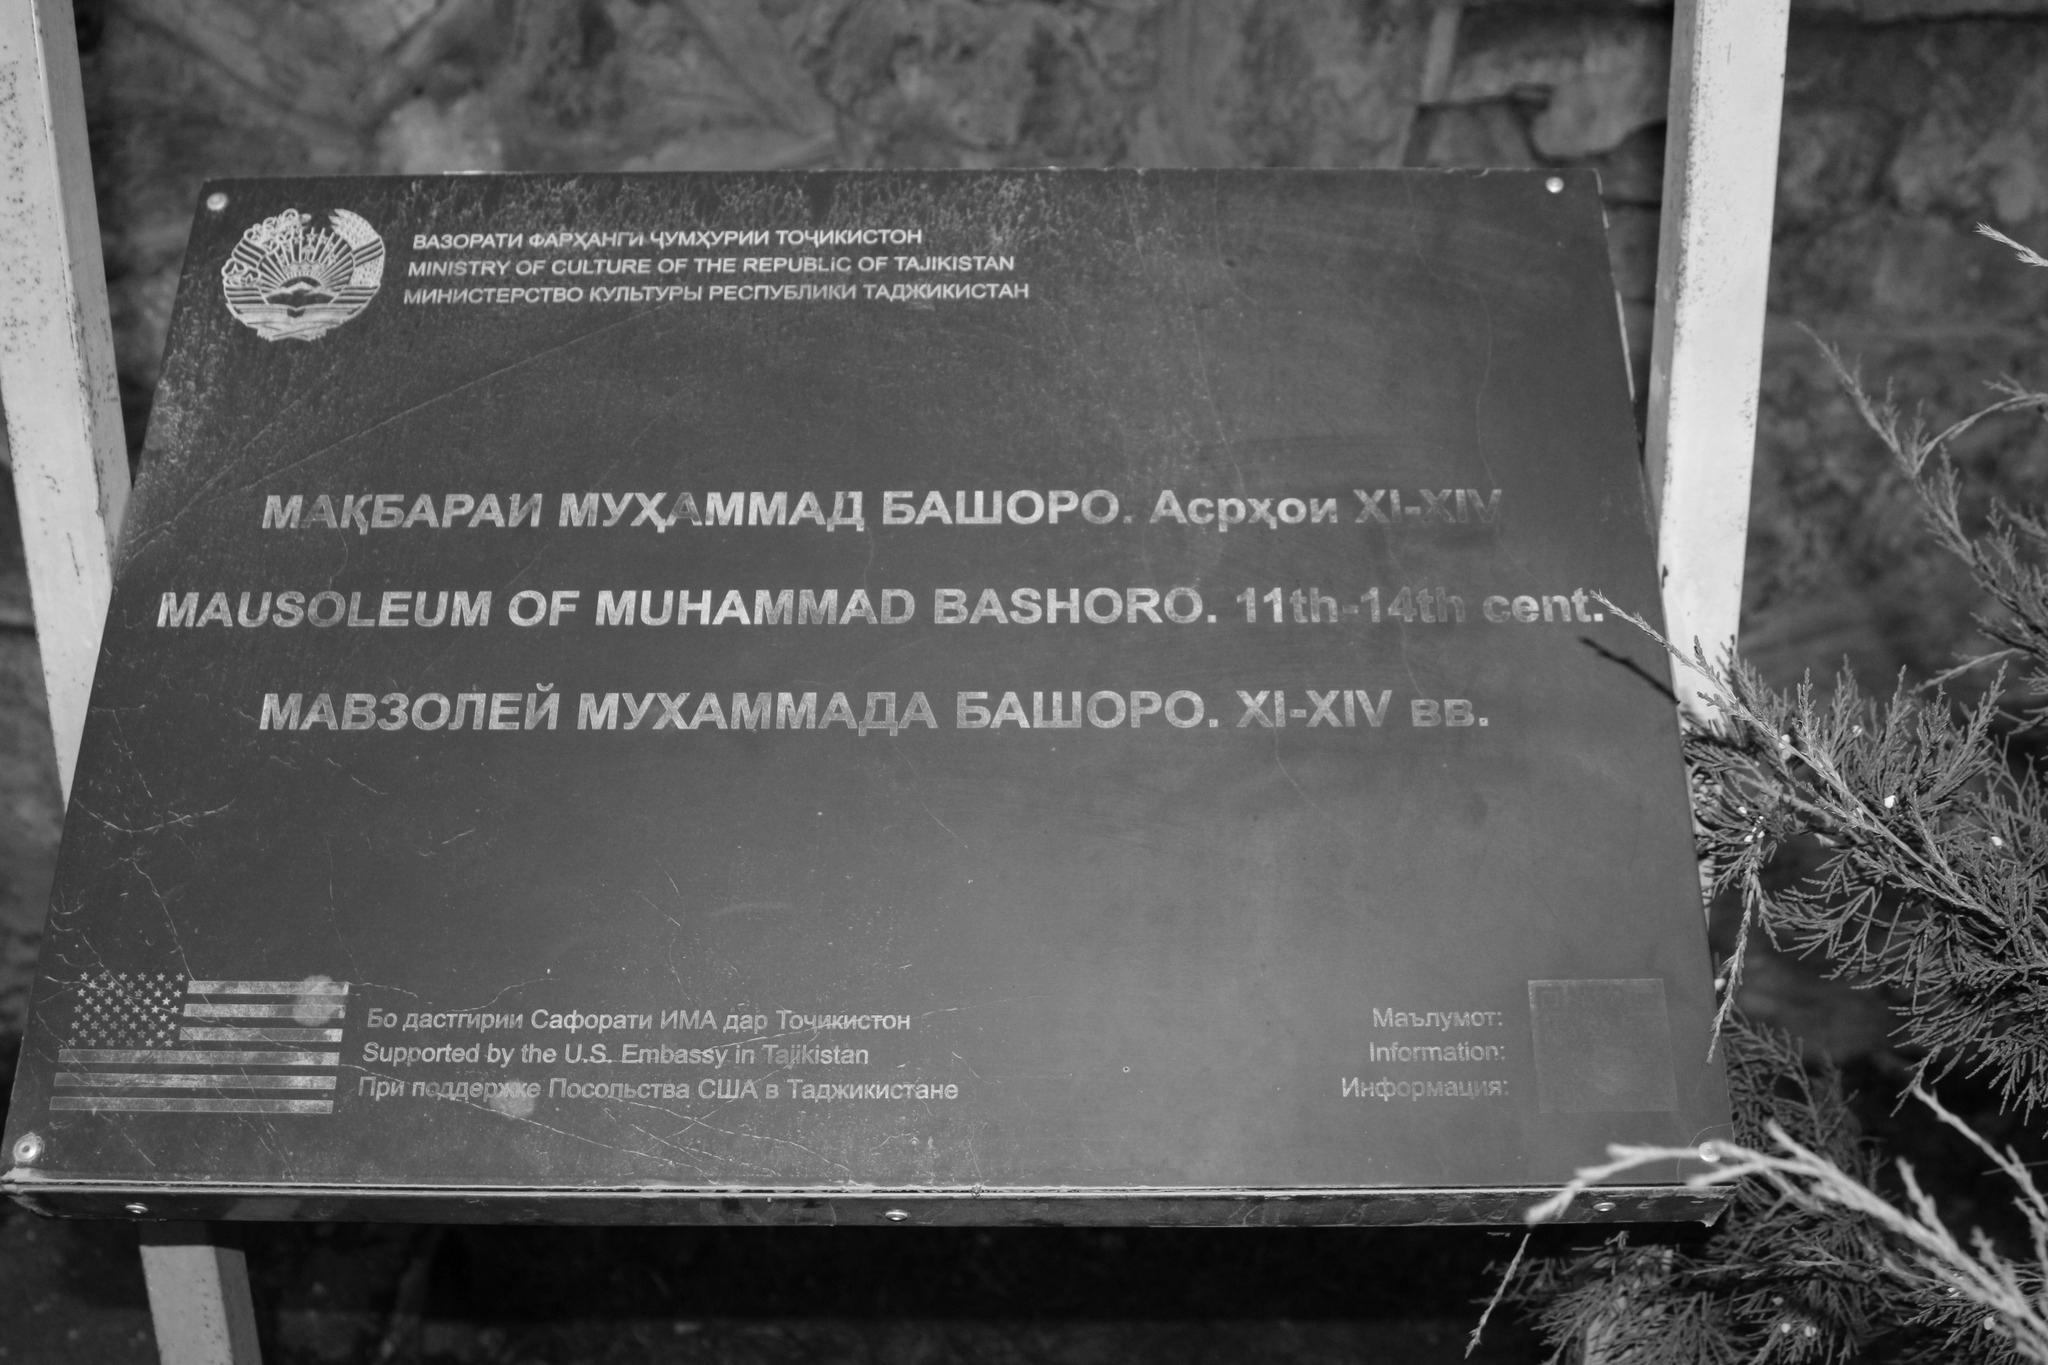 ВАЗОРАТИ ФАРҲАНГИ ҶУМҲУРИИ ТОҶИКИСТОН
MINISTRY OF CULTURE OF THE REPUBLIC OF TAJIKISTAN
МИНИСТЕРСТВО КУЛЬТУРЫ РЕСПУБЛИКИ ТАДЖИКИСТАН
МАҚБАРАИ МУҲАММАД БАШОРО. Асрҳои XI-XIV
MAUSOLEUM OF MUHAMMAD BASHORO. 11th-14th cent.
МАВЗОЛЕЙ МУХАММАДА БАШОРО. XI-XIV вв.
Бо дастгирии Сафорати ИМА дар Тоҷикистон
Supported by the U.S. Embassy in Tajikistan
При поддержке Посольства США в Таджикистане
Маълумот:
Information:
Информация: